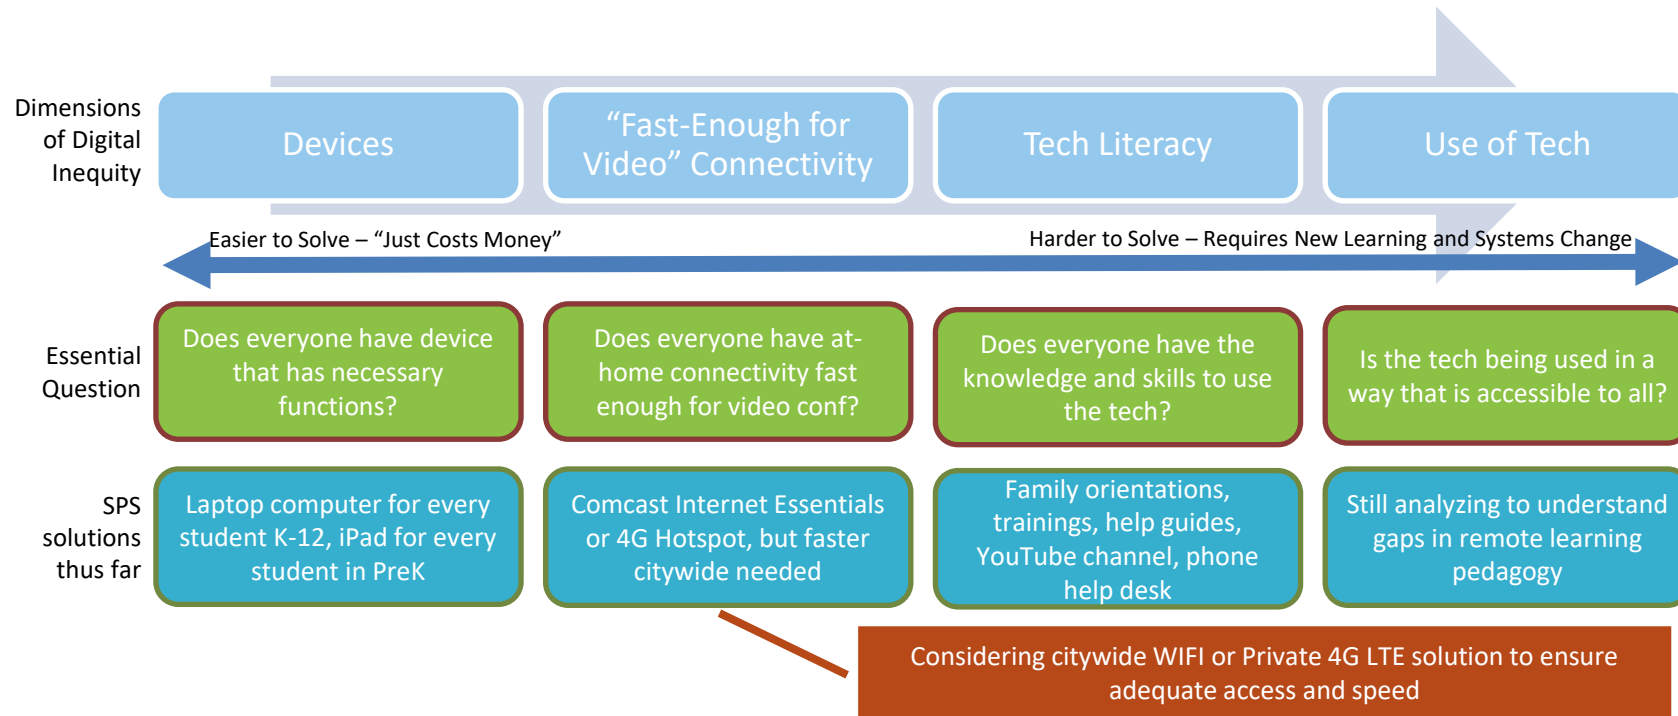 Dimensions
of Digital
Inequity
Devices
“Fast-Enough for
Video” Connectivity
Tech Literacy
Use of Tech
Easier to Solve – “Just Costs Money”
Harder to Solve – Requires New Learning and Systems Change
Essential
Question
Does everyone have device
that has necessary
functions?
Does everyone have at-
home connectivity fast
enough for video conf?
Does everyone have the
knowledge and skills to use
the tech?
Is the tech being used in a
way that is accessible to all?
SPS
solutions
thus far
Laptop computer for every
student K-12, iPad for every
student in PreK
Comcast Internet Essentials
or 4G Hotspot, but faster
citywide needed
Family orientations,
trainings, help guides,
YouTube channel, phone
help desk
Still analyzing to understand
gaps in remote learning
pedagogy
Considering citywide WIFI or Private 4G LTE solution to ensure
adequate access and speed